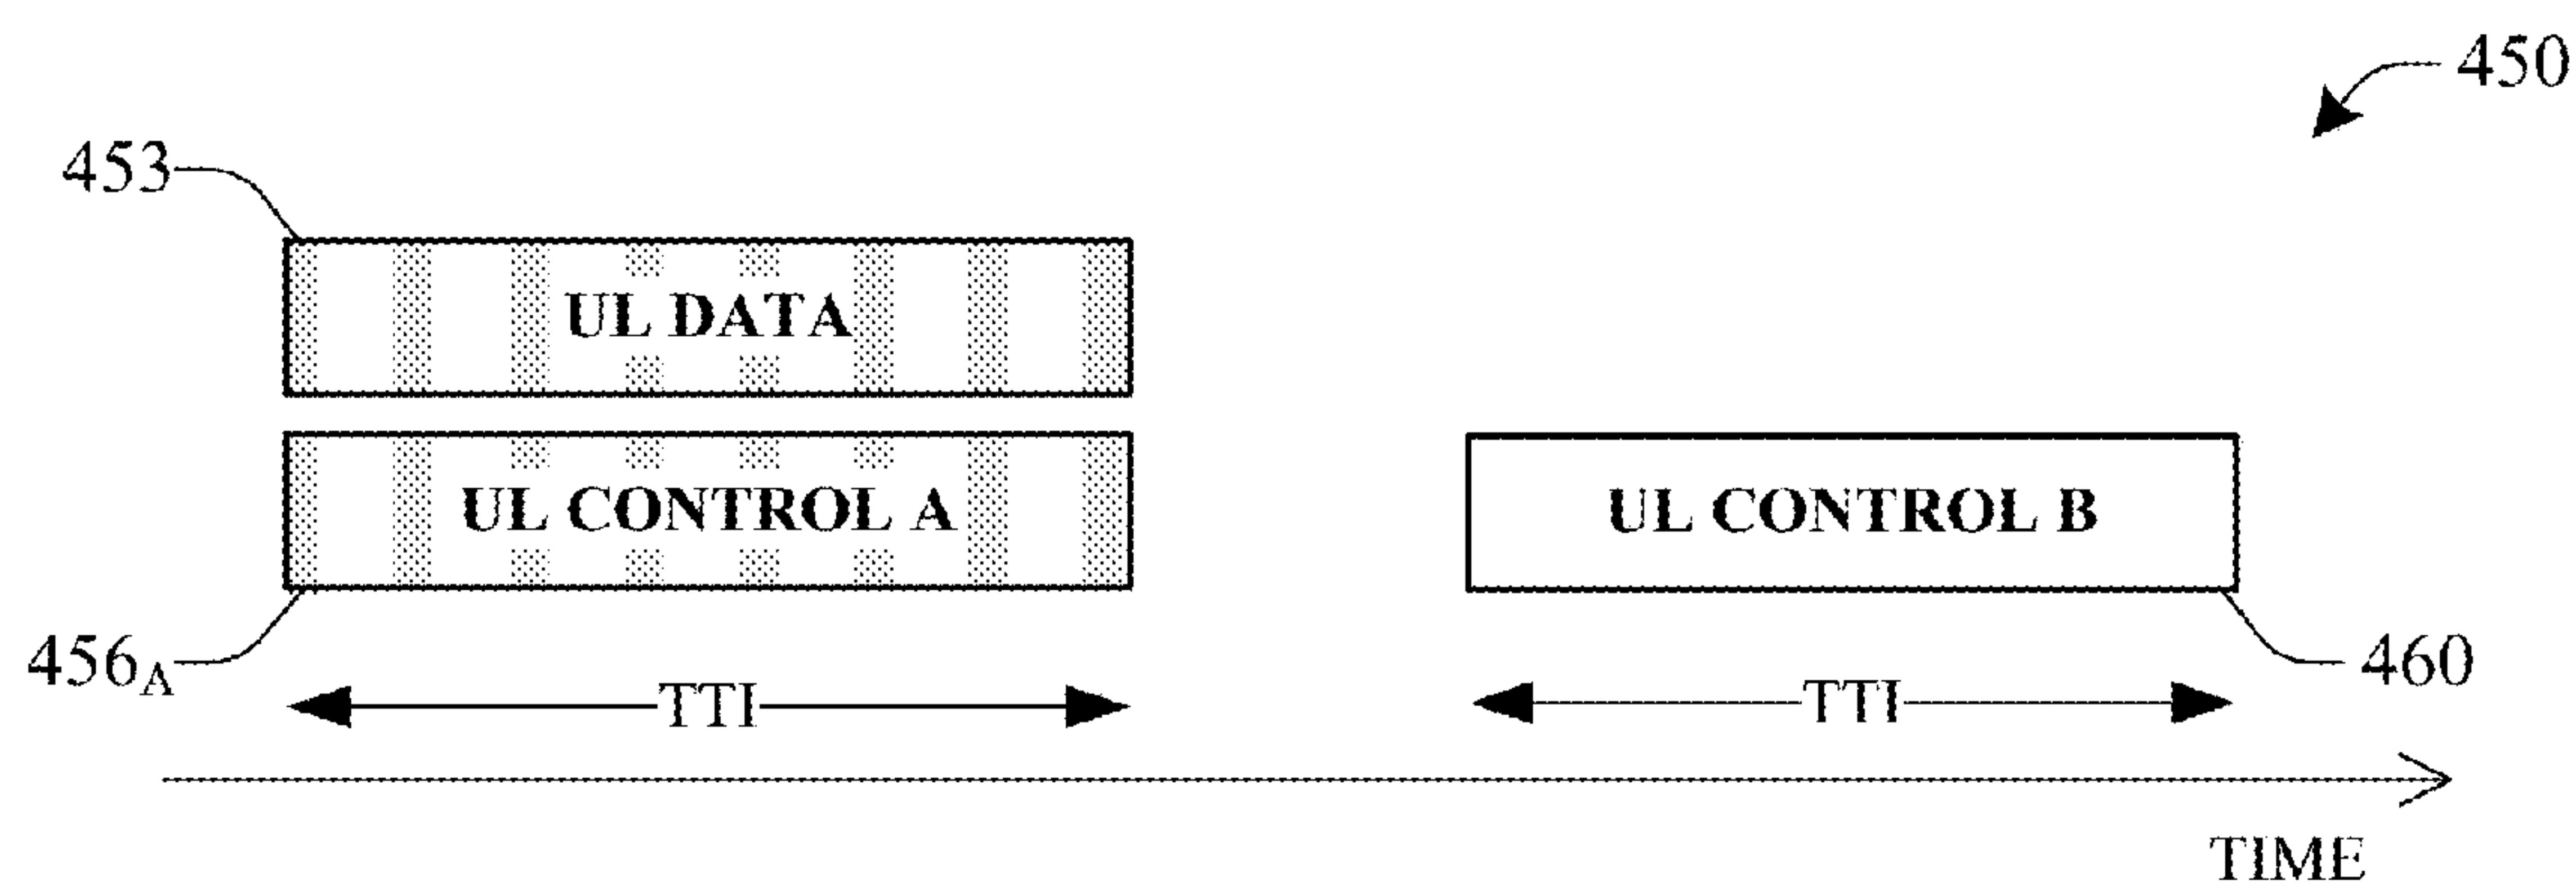 450
453
UL DATA
UL CONTROL A
UL CONTROL B
456A
460
TTI
TTI
TIME